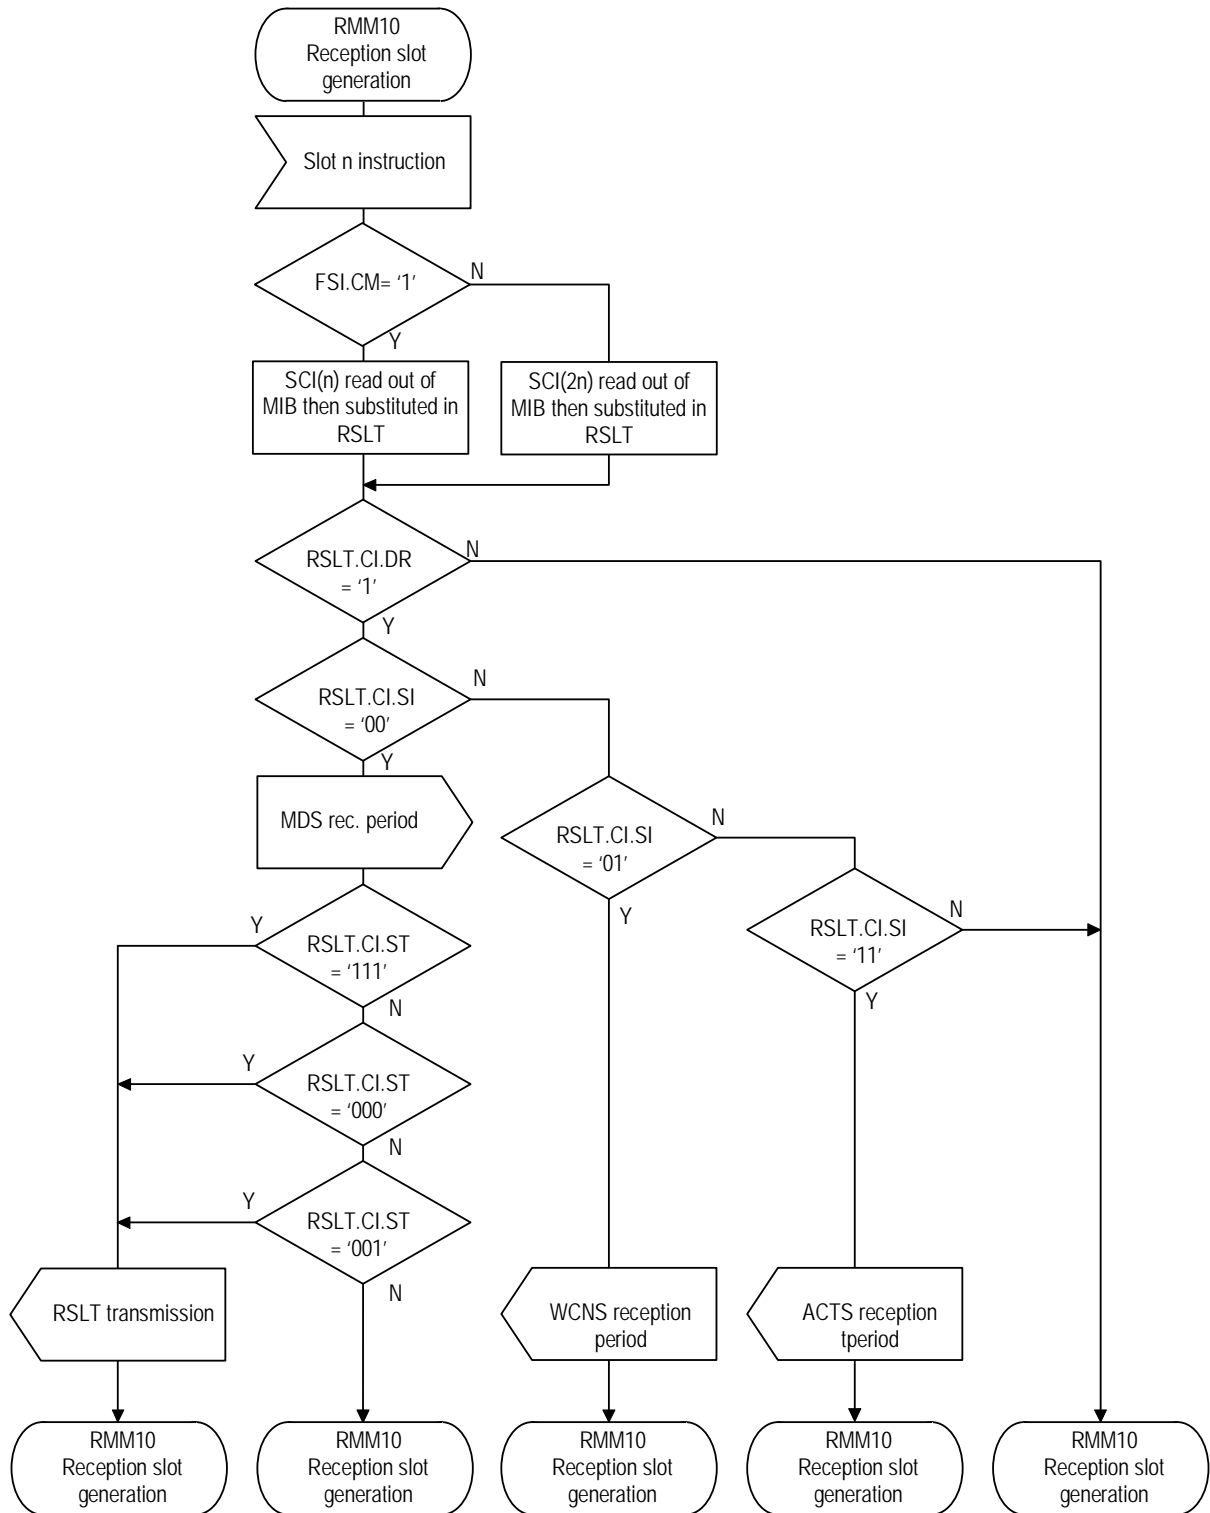 RMM10
Reception slot
generation
Slot n instruction
FSI.CM= ‘1’
N
Y
SCI(n) read out of
MIB then substituted in
RSLT
SCI(2n) read out of
MIB then substituted in
RSLT
RSLT.CI.DR
= ‘1’
N
Y
RSLT.CI.SI
= ‘00’
N
Y
MDS rec. period
RSLT.CI.SI
= ‘01’
N
Y
RSLT.CI.SI
= ‘11’
N
Y
RSLT.CI.ST
= ‘111’
Y
N
RSLT.CI.ST
= ‘000’
Y
N
RSLT.CI.ST
= ‘001’
Y
N
RSLT transmission
WCNS reception
period
ACTS reception
tperiod
RMM10
Reception slot
generation
RMM10
Reception slot
generation
RMM10
Reception slot
generation
RMM10
Reception slot
generation
RMM10
Reception slot
generation